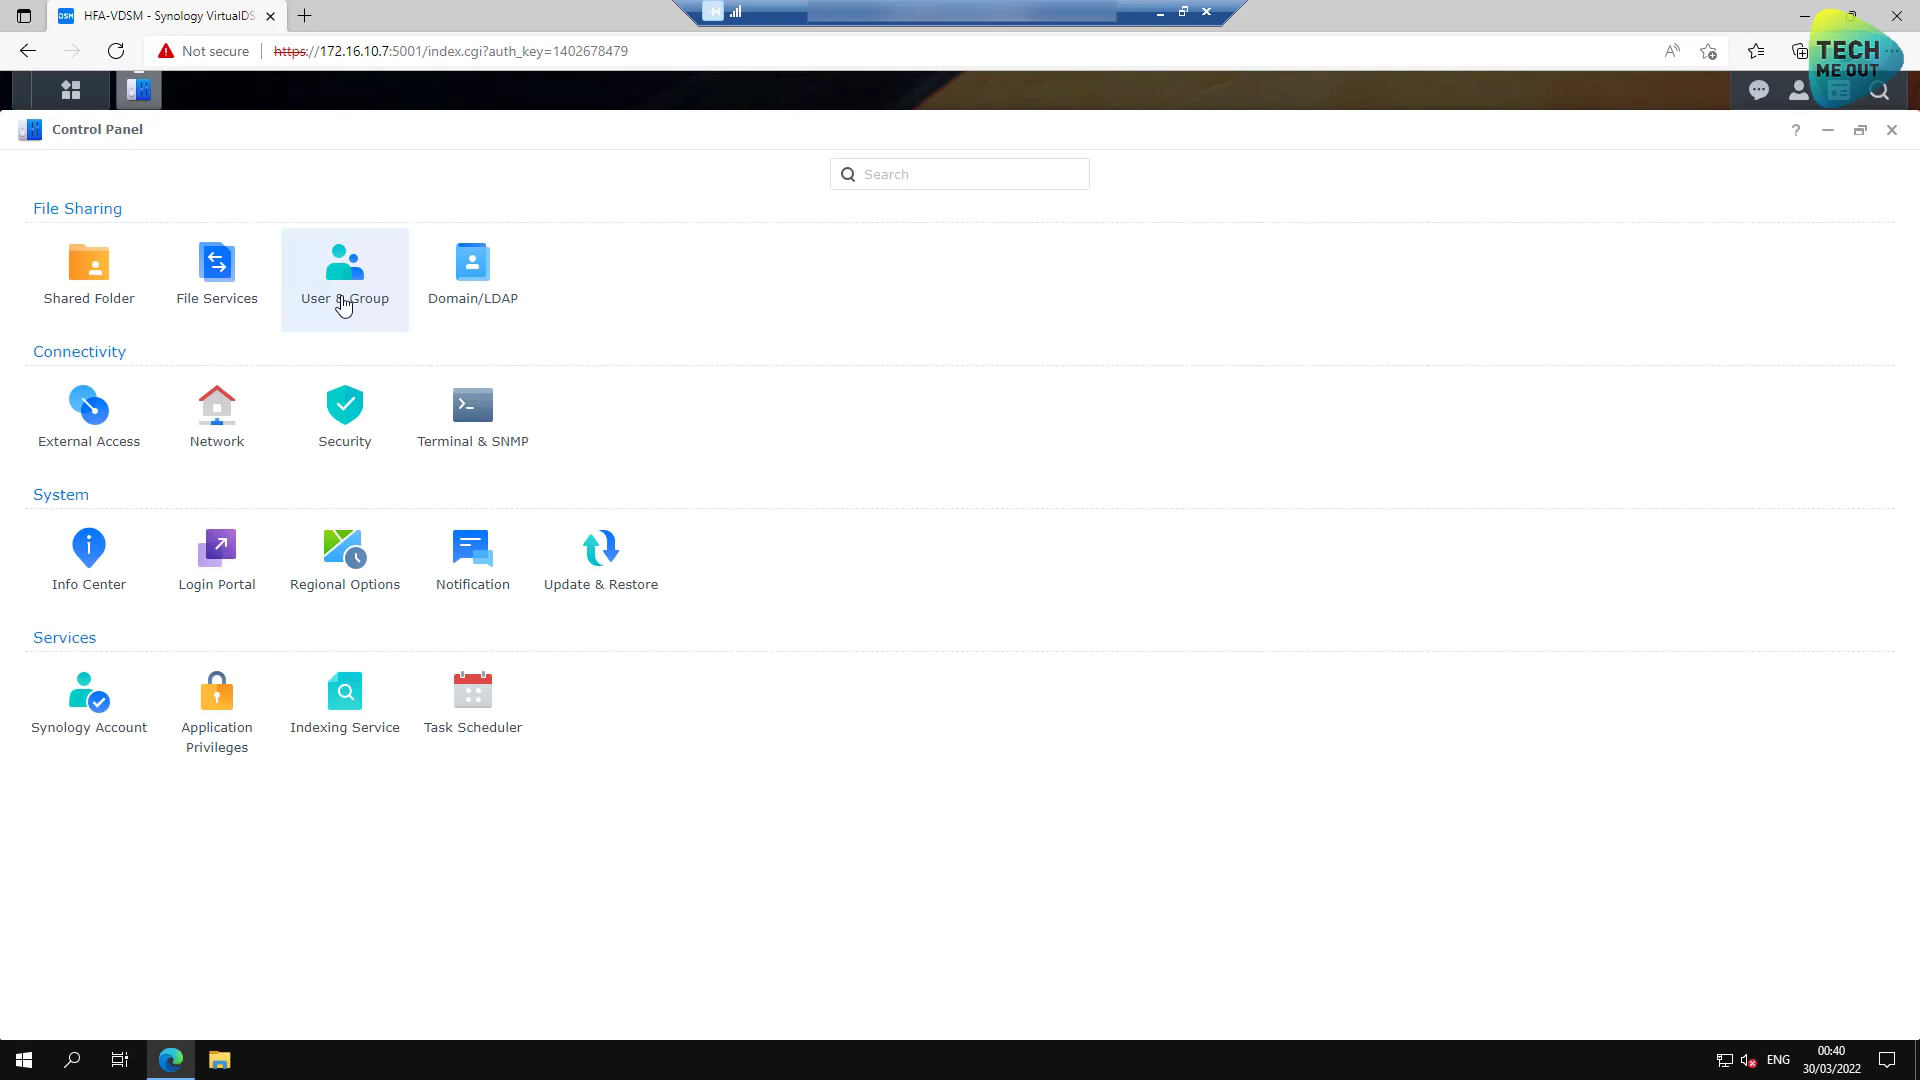 HFA-VDSM - Synology VirtualDS
Not secure
https://172.16.10.7:5001/index.cgi?auth_key=1402678479
TECH
ME OUT
Control Panel
Search
File Sharing
Shared Folder
File Services
User & Group
Domain/LDAP
Connectivity
External Access
Network
Security
Terminal & SNMP
System
Info Center
Login Portal
Regional Options
Notification
Update & Restore
Services
Synology Account
Application
Privileges
Indexing Service
Task Scheduler
ENG
00:40
30/03/2022